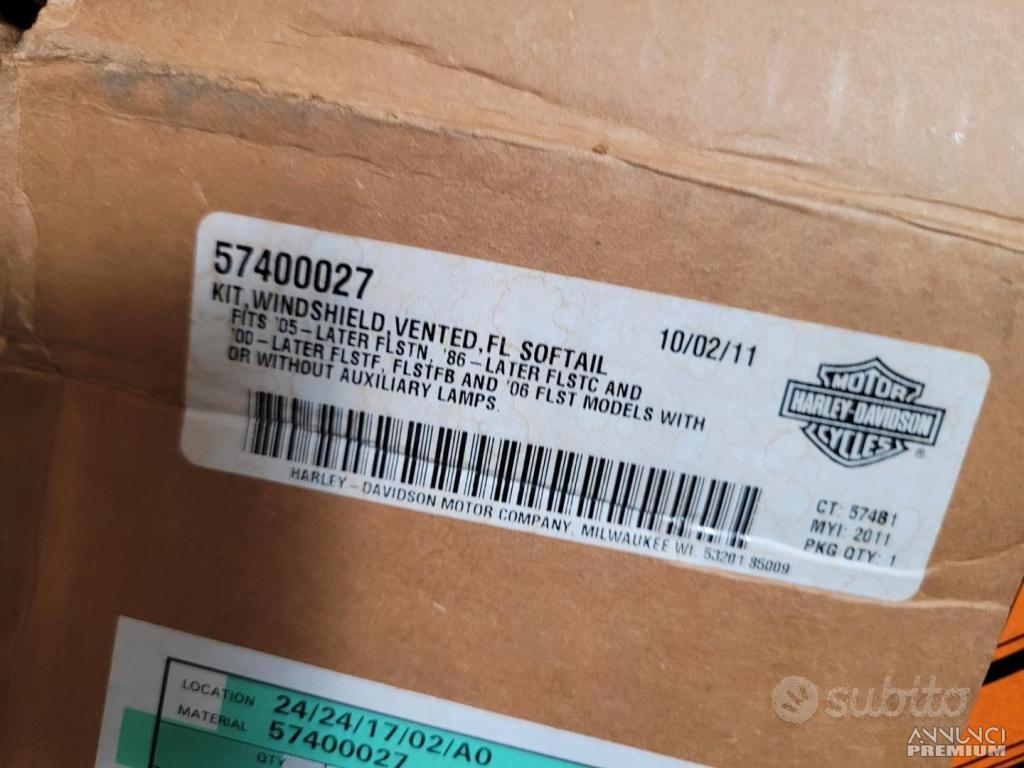 57400027
KIT,WINDSHIELD,VENTED,FL SOFTAIL
10/02/11
FITS '05-LATER FLSTN, '86-LATER FLSTC AND
'00-LATER FLSTF, FLSTFB AND '06 FLST MODELS WITH
OR WITHOUT AUXILIARY LAMPS.
MOTOR
HARLEY-DAVIDSON
CYCLES
®
HARLEY-DAVIDSON MOTOR COMPANY, MILWAUKEE WI, 53201 85009
CT: 57481
MYI: 2011
PKG QTY: 1
LOCATION 24/24/17/02/A0
MATERIAL 57400027
QTY
subito
ANNUNCI
PREMIUM